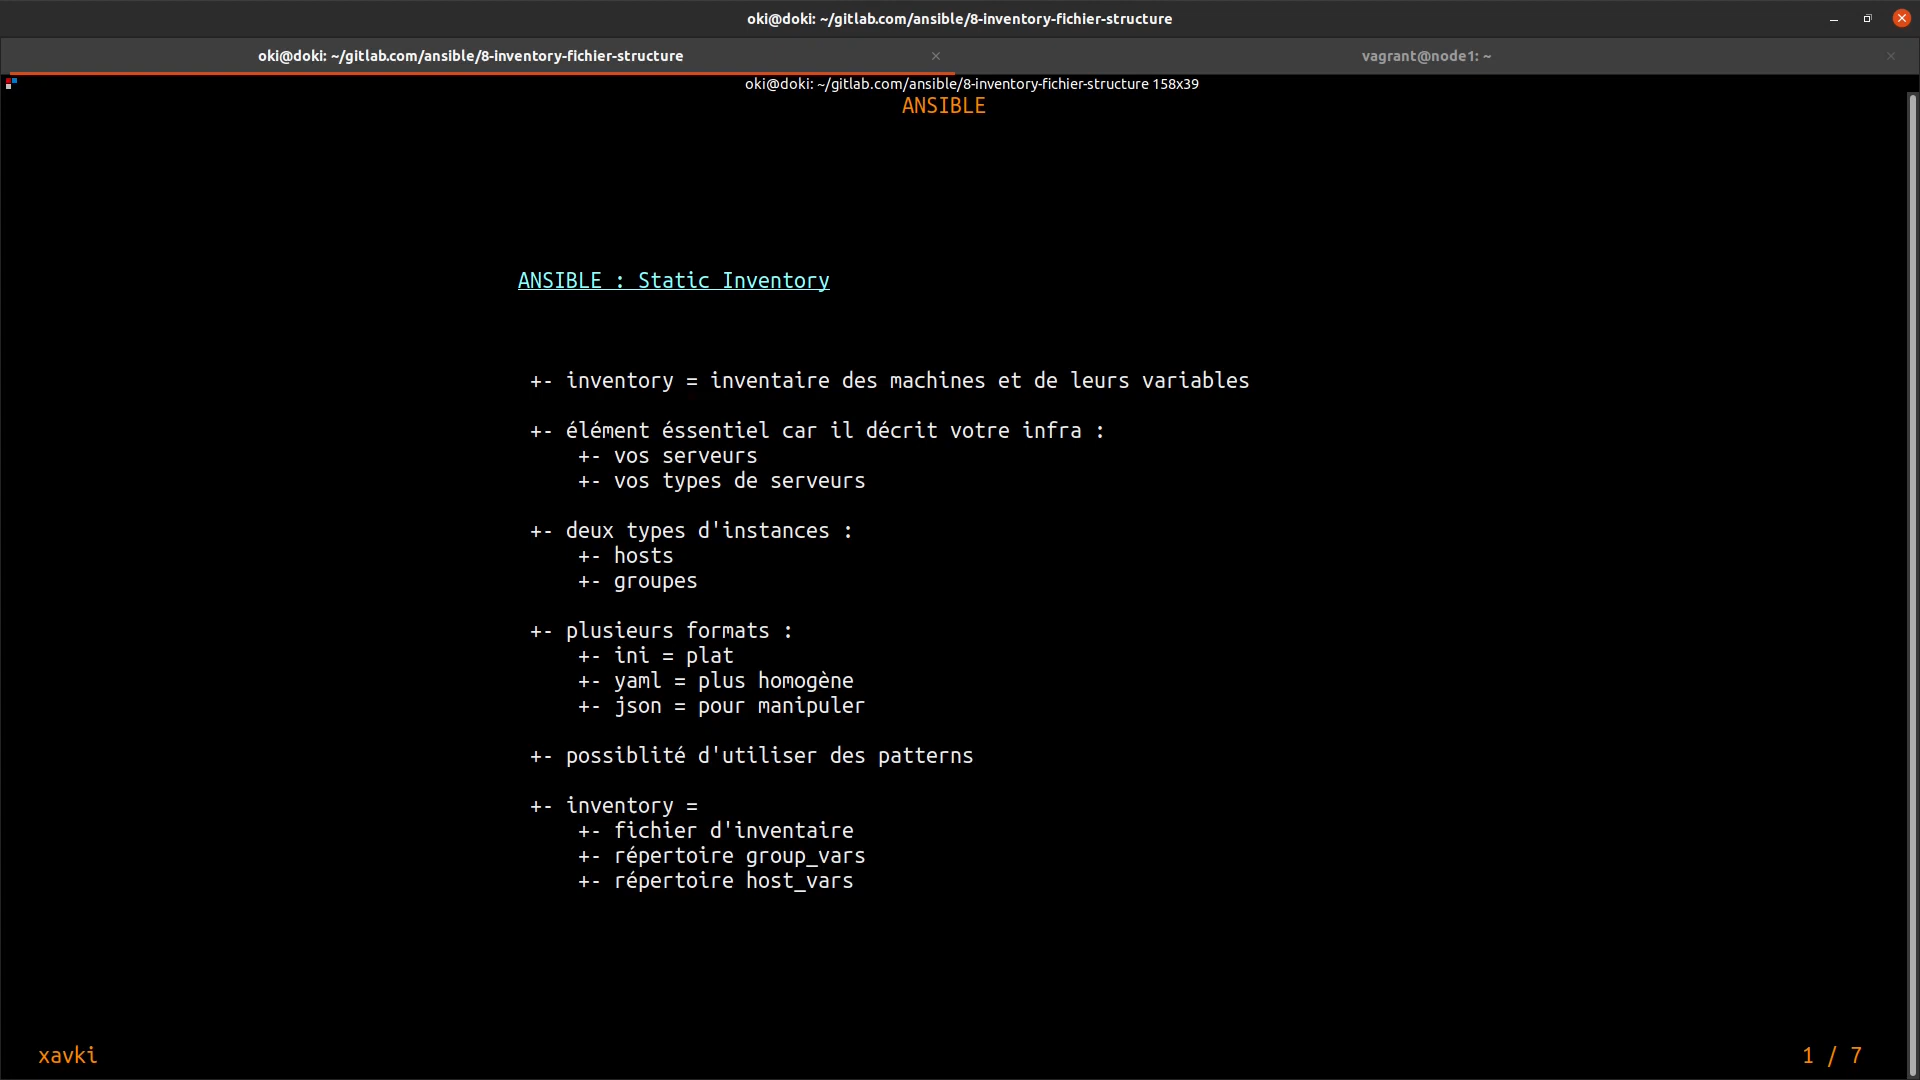 oki@doki: ~/gitlab.com/ansible/8-inventory-fichier-structure
oki@doki: ~/gitlab.com/ansible/8-inventory-fichier-structure
vagrant@node1: ~
oki@doki: ~/gitlab.com/ansible/8-inventory-fichier-structure 158x39
ANSIBLE
ANSIBLE : Static Inventory
+- inventory = inventaire des machines et de leurs variables
+- élément éssentiel car il décrit votre infra :
+- vos serveurs
+- vos types de serveurs
+- deux types d'instances :
+- hosts
+- groupes
+- plusieurs formats :
+- ini = plat
+- yaml = plus homogène
+- json = pour manipuler
+- possiblité d'utiliser des patterns
+- inventory =
+- fichier d'inventaire
+- répertoire group_vars
+- répertoire host_vars
xavki
1 / 7